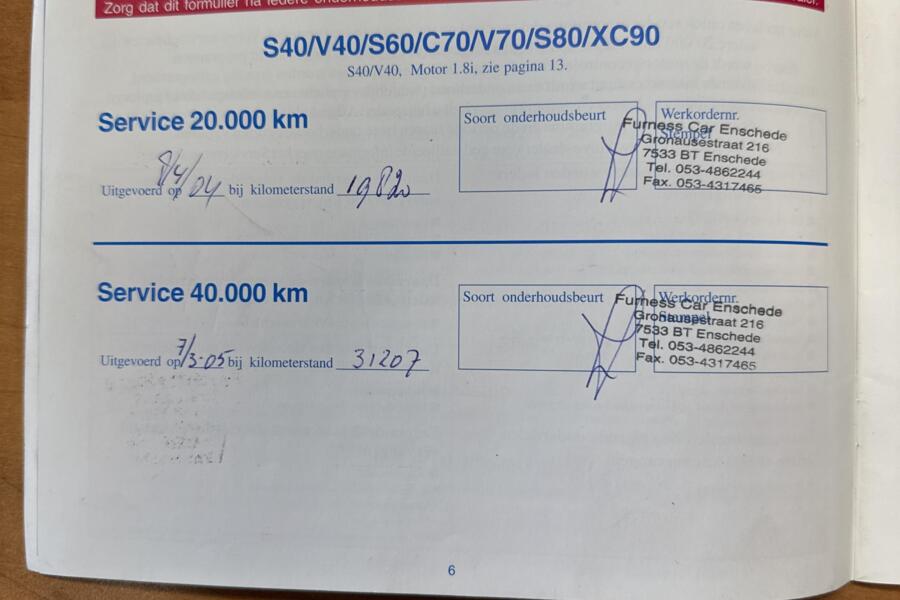 Zorg dat dit formulier na iedere
S40/V40/S60/C70/V70/S80/XC90
S40/V40, Motor 1.8i, zie pagina 13.
Service 20.000 km
Soort onderhoudsbeurt
Werkordernr.
Stempel
Furness Car Enschede
Gronausestraat 216
7533 BT Enschede
Tel. 053-4862244
Fax. 053-4317465
Uitgevoerd op 8/4/04 bij kilometerstand 19820
Service 40.000 km
Soort onderhoudsbeurt
Werkordernr.
Stempel
Furness Car Enschede
Gronausestraat 216
7533 BT Enschede
Tel. 053-4862244
Fax. 053-4317465
Uitgevoerd op 7/3-05 bij kilometerstand 31207
6